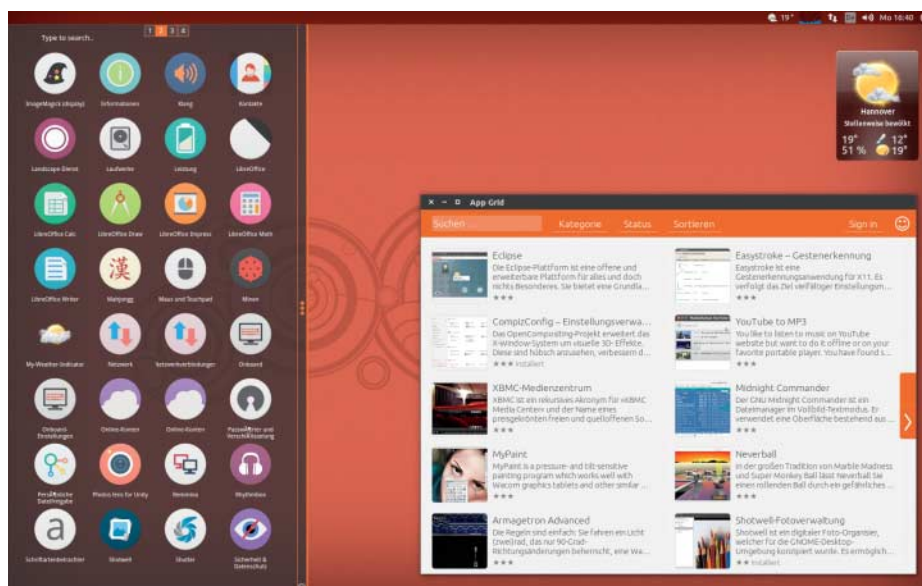 19° De Mo 16:40
1 2 3 4
Type to search..
ImageMagick (display) Informationen Klang Kontakte
Landscape-Dienst Laufwerke Leistung LibreOffice
LibreOffice Calc LibreOffice Draw LibreOffice Impress LibreOffice Math
漢
LibreOffice Writer Mahjongg Maus und Touchpad Minen
My-Weather-Indicator Netzwerk Netzwerkverbindungen Onboard
Onboard-
Einstellungen
Online-Konten Online-Konten
Passwörter und
Verschlüsselung
Persönliche
Dateifreigabe
Photos lens for Unity Remmina Rhythmbox
a
Schriftartenbetrachter Shotwell Shutter
Sicherheit &
Datenschutz
Hannover
Stellenweise bewölkt
19° 12°
51 % 19°
App Grid
Suchen ... Kategorie Status Sortieren Sign in
Eclipse
Die Eclipse-Plattform ist eine offene und
erweiterbare Plattform für alles und doch
nichts Besonderes. Sie bietet eine Grundla...
★★★
Easystroke – Gestenerkennung
Easystroke ist eine
Gestenerkennungsanwendung für X11. Es
verfolgt das Ziel vielfältiger Einstellungsm...
★★★
CompizConfig – Einstellungsverwa...
Das OpenCompositing-Projekt erweitert das
X-Window-System um visuelle 3D- Effekte.
Diese sind hübsch anzusehen, verbessern d...
★★★ Installiert
YouTube to MP3
You like to listen to music on YouTube
website but want to do it offline or on your
favorite portable player. You have found s...
★★★
XBMC-Medienzentrum
XBMC ist ein rekursives Akronym für «XBMC
Media Center» und der Name eines
preisgekrönten freien und quelloffenen So...
★★★
Midnight Commander
Der GNU Midnight Commander ist ein
Dateimanager im Vollbild-Textmodus. Er
verwendet eine Oberfläche bestehend aus ...
★★★
MyPaint
MyPaint is a pressure- and tilt-sensitive
painting program which works well with
Wacom graphics tablets and other similar ...
★★★
Neverball
In der großen Tradition von Marble Madness
und Super Monkey Ball lässt Neverball Sie
einen rollenden Ball durch ein gefährliches ...
★★★
Armagetron Advanced
Die Regeln sind einfach: Sie fahren ein Licht
(zwei)rad, das nur 90-Grad-
Richtungsänderungen beherrscht, eine Wa...
★★★
Shotwell-Fotoverwaltung
Shotwell ist ein digitaler Foto-Organiser,
welcher für die GNOME-Desktop-
Umgebung konzipiert wurde. Es ermöglich...
★★ Installiert